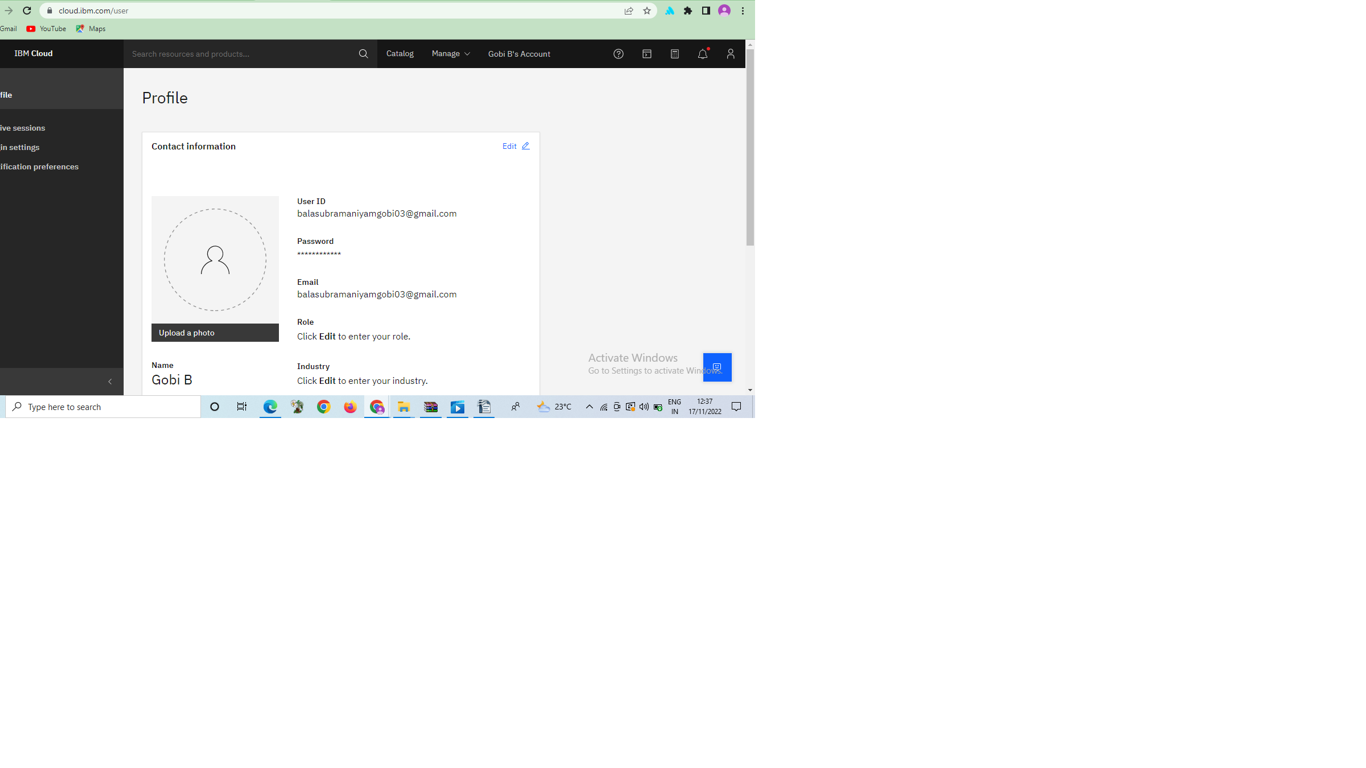 cloud.ibm.com/user
Gmail YouTube Maps
IBM Cloud Search resources and products... Catalog Manage Gobi B's Account
file
ive sessions
in settings
ification preferences
Profile
Contact information Edit
User ID
balasubramaniyamgobi03@gmail.com
Password
************
Email
balasubramaniyamgobi03@gmail.com
Role
Click Edit to enter your role.
Upload a photo
Name
Gobi B
Industry
Click Edit to enter your industry.
Activate Windows
Go to Settings to activate Windows.
Type here to search 23°C ENG 12:37
IN 17/11/2022